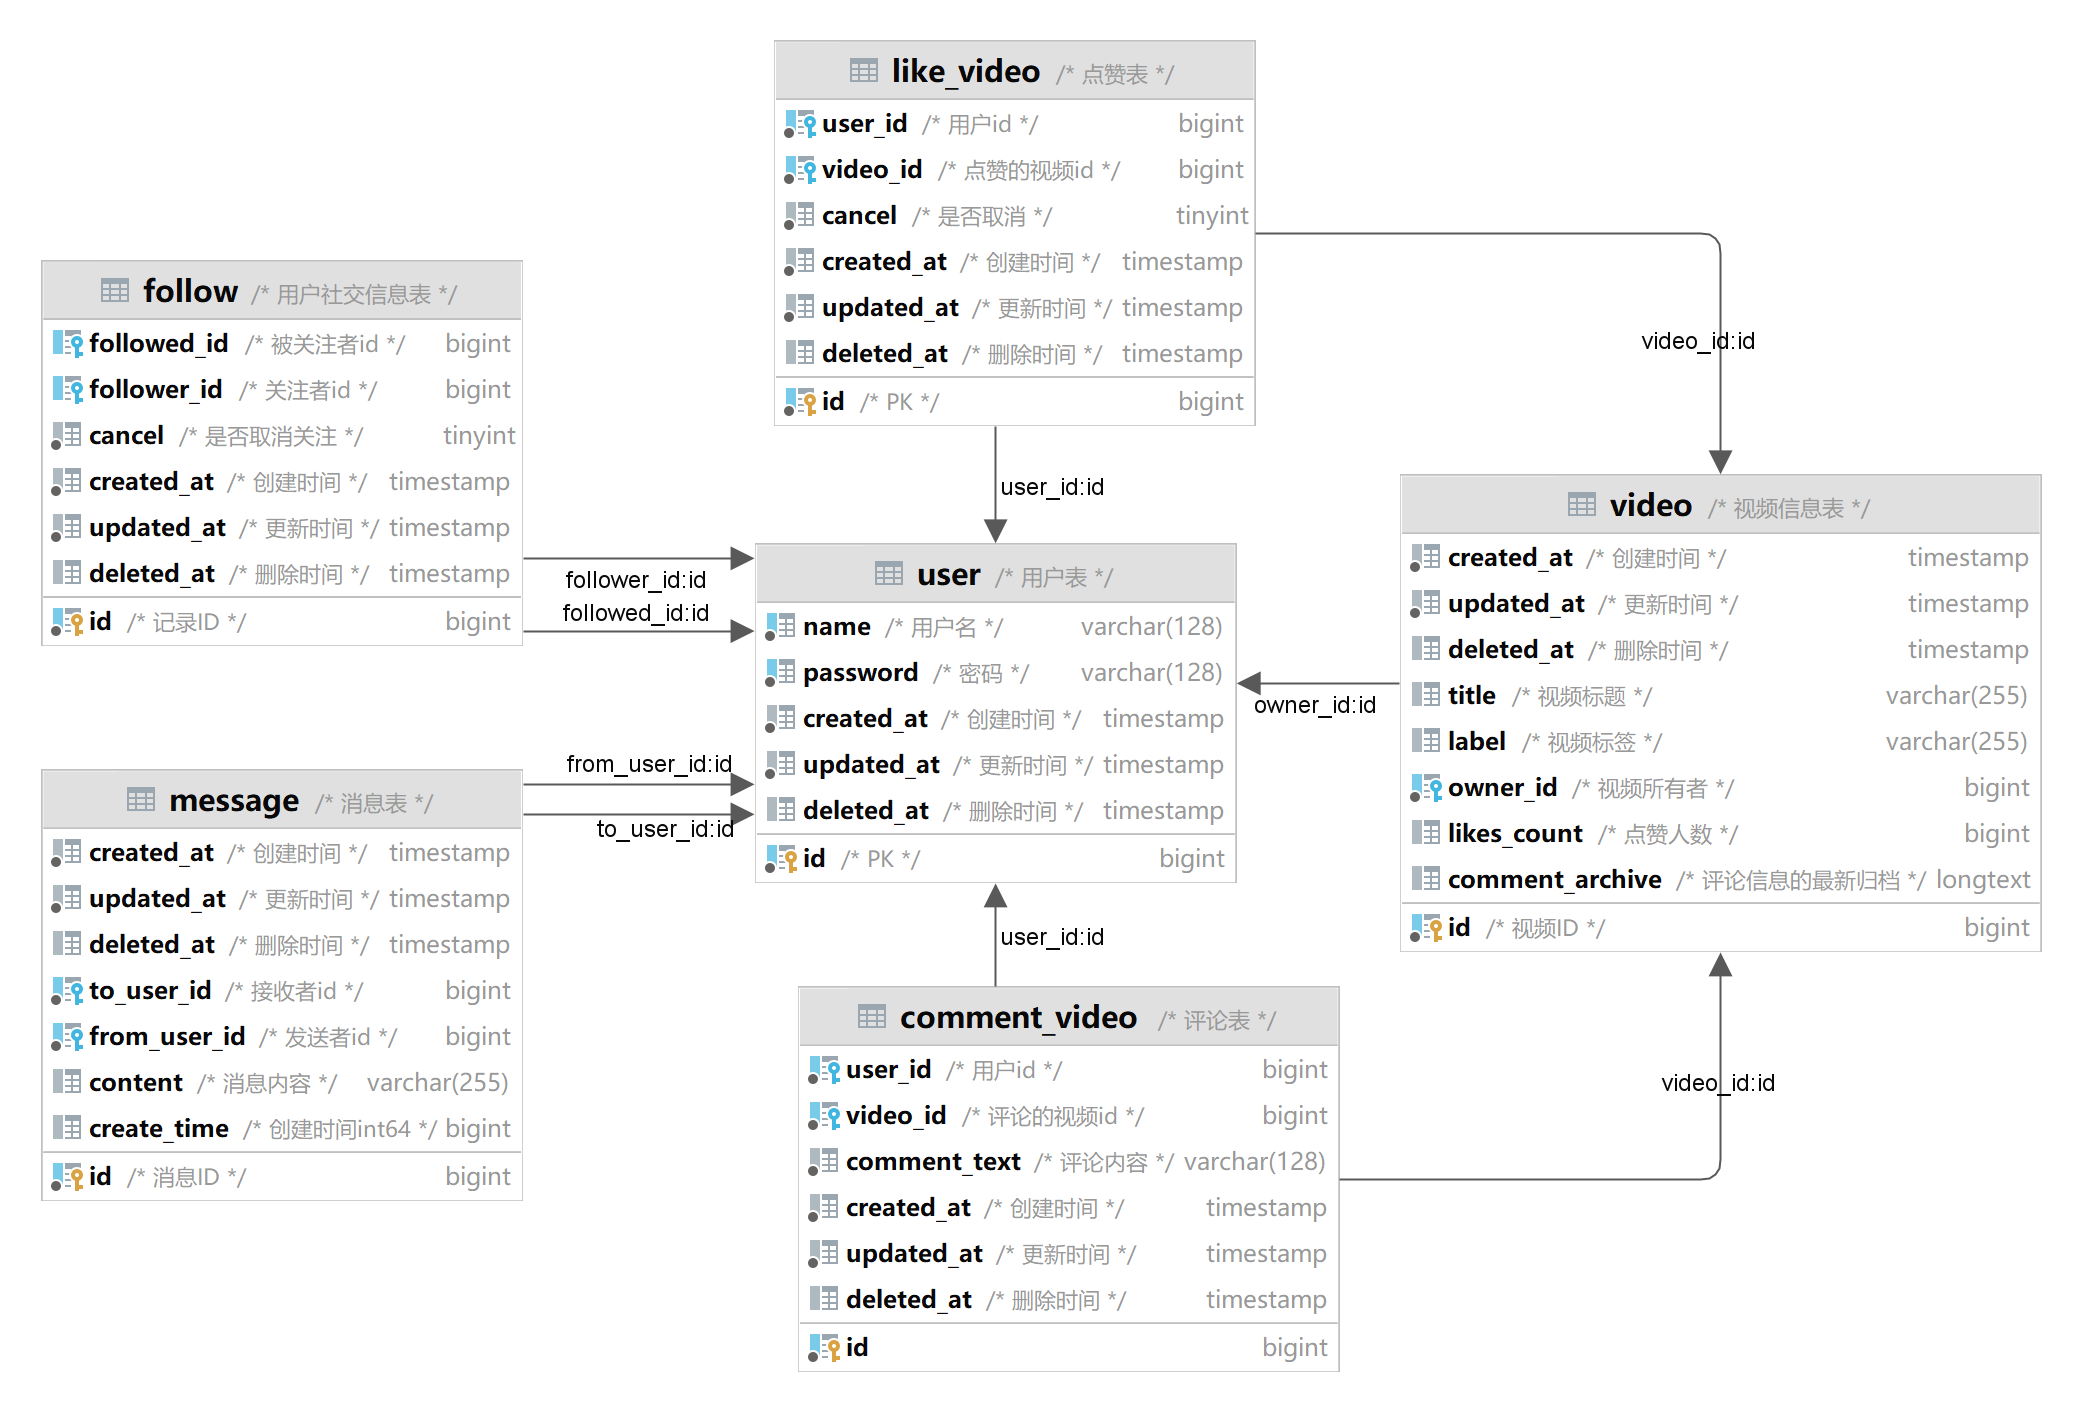 like_video /* 点赞表 */
user_id /* 用户id */ bigint
video_id /* 点赞的视频id */ bigint
cancel /* 是否取消 */ tinyint
created_at /* 创建时间 */ timestamp
updated_at /* 更新时间 */ timestamp
deleted_at /* 删除时间 */ timestamp
id /* PK */ bigint
follow /* 用户社交信息表 */
followed_id /* 被关注者id */ bigint
follower_id /* 关注者id */ bigint
cancel /* 是否取消关注 */ tinyint
created_at /* 创建时间 */ timestamp
updated_at /* 更新时间 */ timestamp
deleted_at /* 删除时间 */ timestamp
id /* 记录ID */ bigint
video_id:id
user_id:id
follower_id:id
followed_id:id
user /* 用户表 */
name /* 用户名 */ varchar(128)
password /* 密码 */ varchar(128)
created_at /* 创建时间 */ timestamp
updated_at /* 更新时间 */ timestamp
deleted_at /* 删除时间 */ timestamp
id /* PK */ bigint
owner_id:id
video /* 视频信息表 */
created_at /* 创建时间 */ timestamp
updated_at /* 更新时间 */ timestamp
deleted_at /* 删除时间 */ timestamp
title /* 视频标题 */ varchar(255)
label /* 视频标签 */ varchar(255)
owner_id /* 视频所有者 */ bigint
likes_count /* 点赞人数 */ bigint
comment_archive /* 评论信息的最新归档 */ longtext
id /* 视频ID */ bigint
from_user_id:id
to_user_id:id
message /* 消息表 */
created_at /* 创建时间 */ timestamp
updated_at /* 更新时间 */ timestamp
deleted_at /* 删除时间 */ timestamp
to_user_id /* 接收者id */ bigint
from_user_id /* 发送者id */ bigint
content /* 消息内容 */ varchar(255)
create_time /* 创建时间int64 */ bigint
id /* 消息ID */ bigint
user_id:id
comment_video /* 评论表 */
user_id /* 用户id */ bigint
video_id /* 评论的视频id */ bigint
comment_text /* 评论内容 */ varchar(128)
created_at /* 创建时间 */ timestamp
updated_at /* 更新时间 */ timestamp
deleted_at /* 删除时间 */ timestamp
id bigint
video_id:id